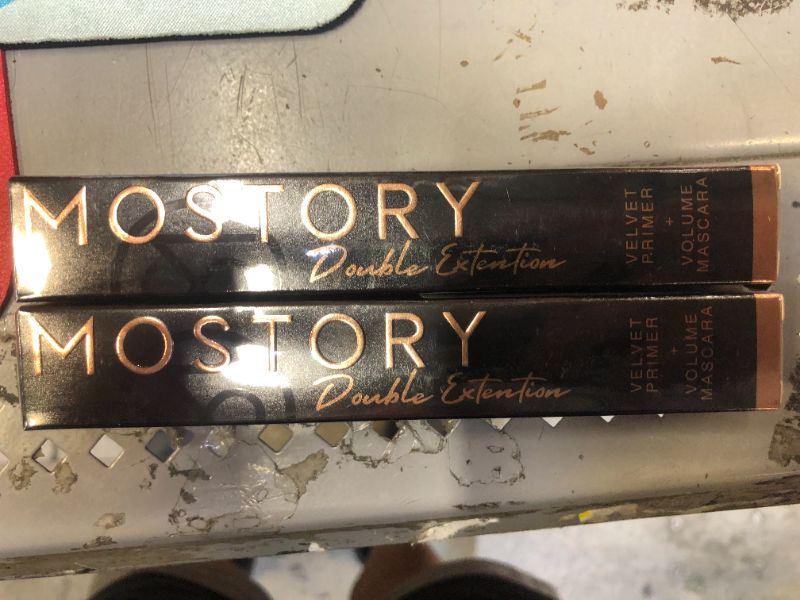 MOSTORY
Double Extention
VELVET
PRIMER
+
VOLUME
MASCARA
MOSTORY
Double Extention
VELVET
PRIMER
+
VOLUME
MASCARA